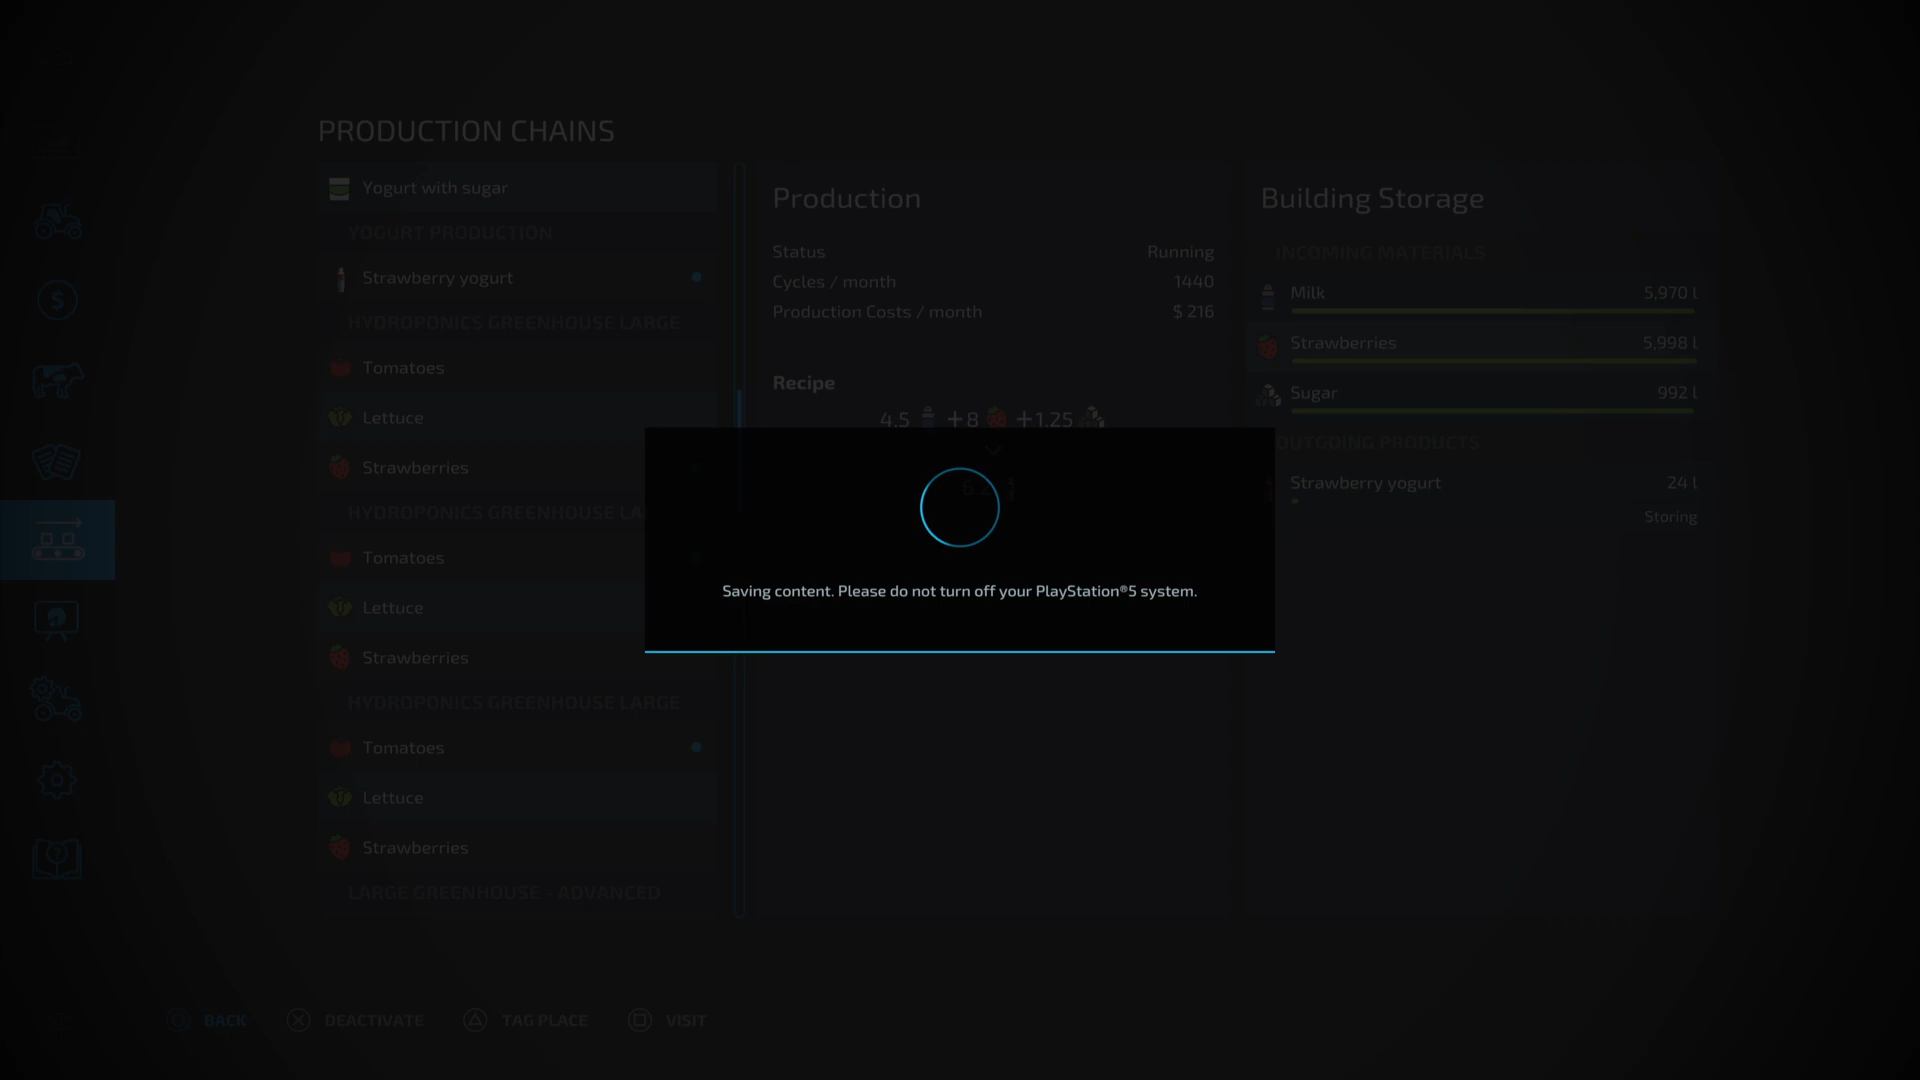 PRODUCTION CHAINS
Yogurt with sugar
YOGURT PRODUCTION
Strawberry yogurt
HYDROPONICS GREENHOUSE LARGE
Tomatoes
Lettuce
Strawberries
HYDROPONICS GREENHOUSE LA
Tomatoes
Lettuce
Strawberries
HYDROPONICS GREENHOUSE LARGE
Tomatoes
Lettuce
Strawberries
LARGE GREENHOUSE - ADVANCED
Production
Status Running
Cycles / month 1440
Production Costs / month $ 216
Recipe
4.5 + 8 + 1.25
Building Storage
INCOMING MATERIALS
Milk 5,970 l
Strawberries 5,998 l
Sugar 992 l
OUTGOING PRODUCTS
Strawberry yogurt 24 l
Storing
Saving content. Please do not turn off your PlayStation®5 system.
BACK DEACTIVATE TAG PLACE VISIT